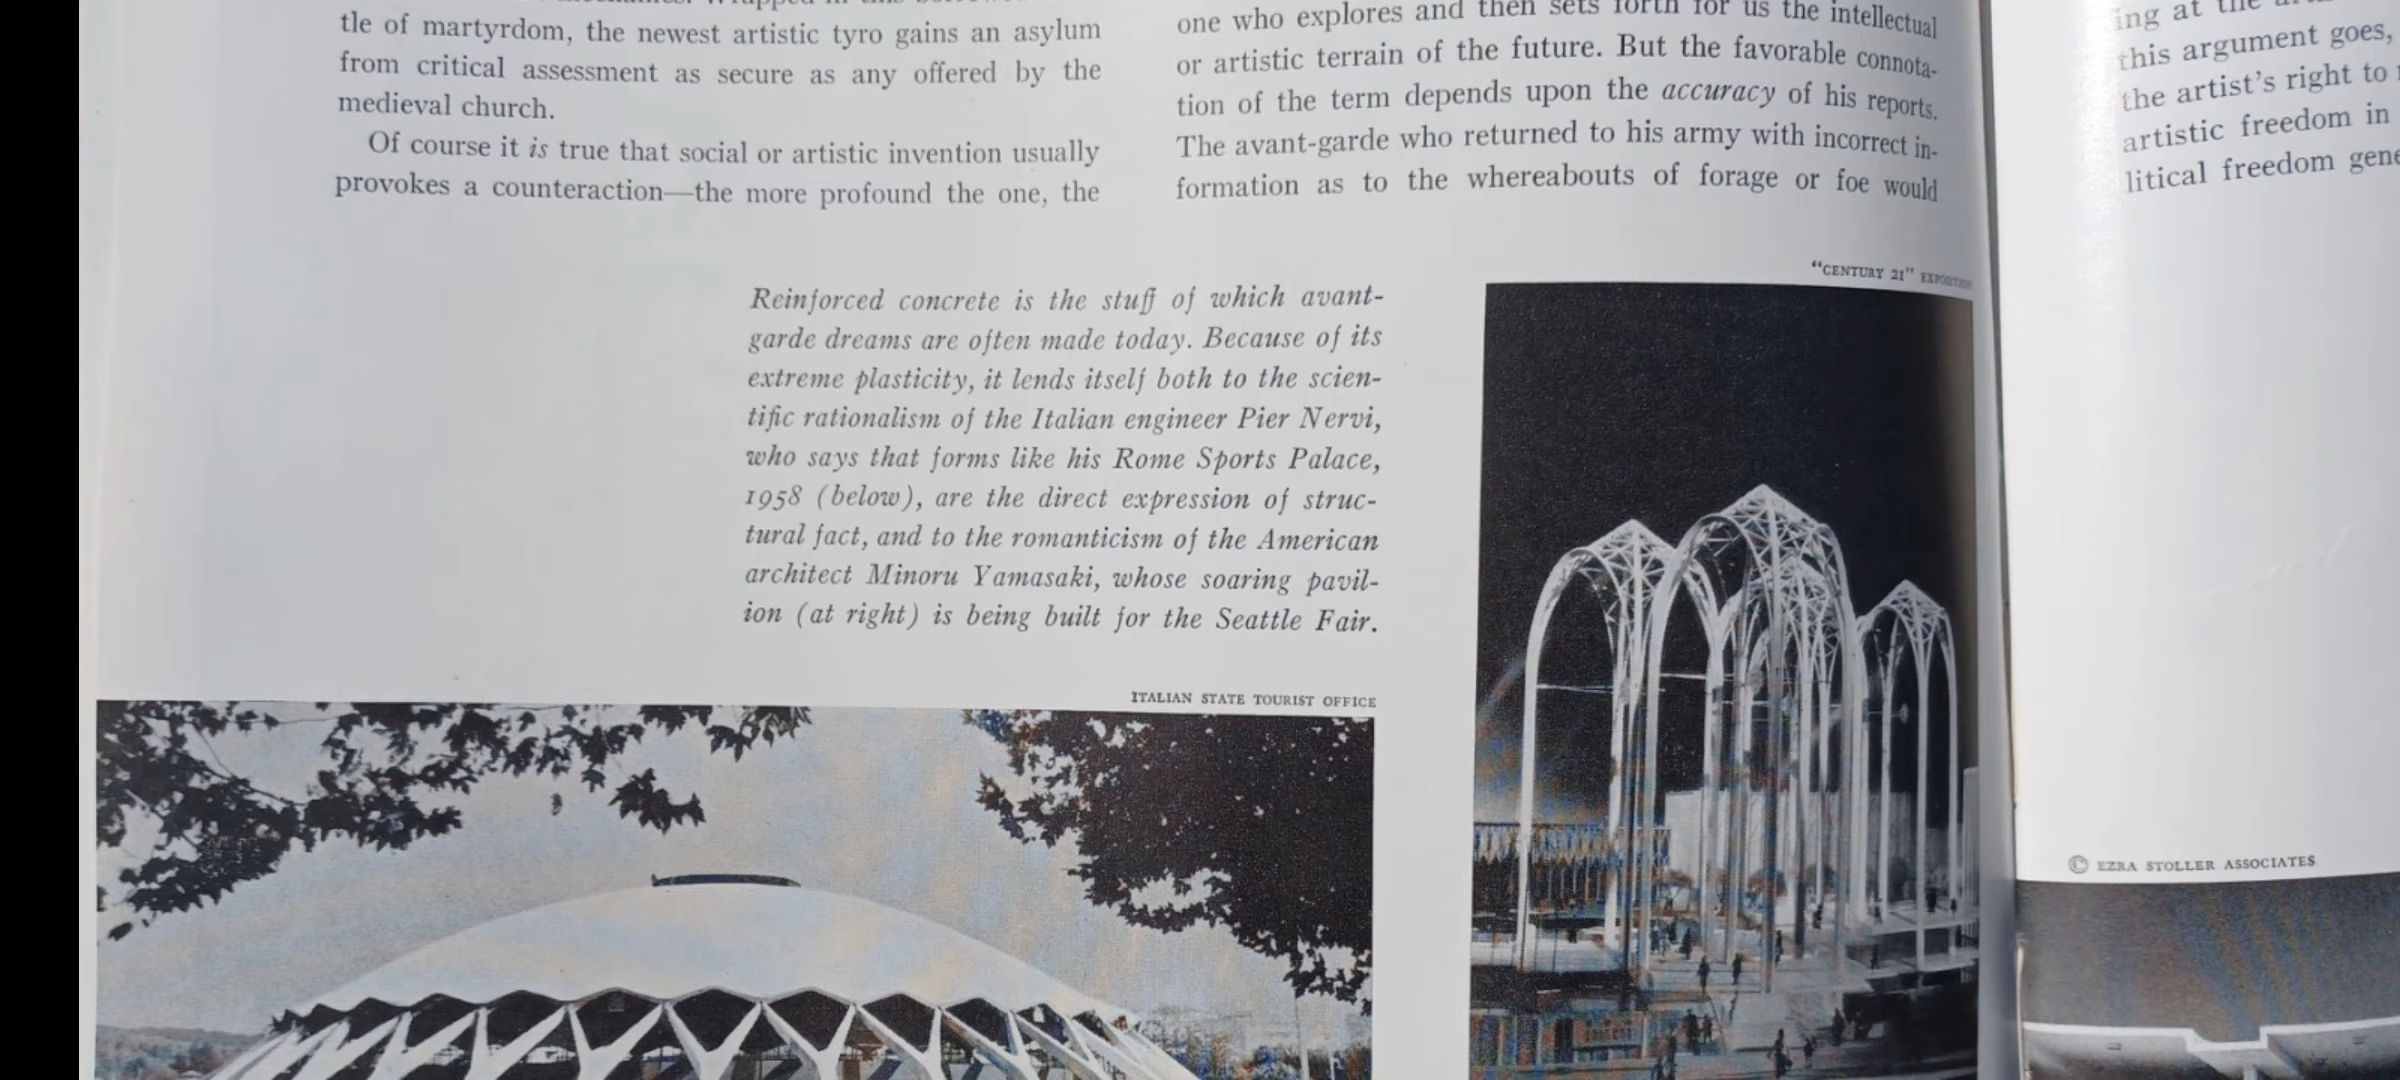 tle of martyrdom, the newest artistic tyro gains an asylum
from critical assessment as secure as any offered by the
medieval church.
Of course it is true that social or artistic invention usually
provokes a counteraction—the more profound the one, the
one who explores and then sets forth for us the intellectual
or artistic terrain of the future. But the favorable connota-
tion of the term depends upon the accuracy of his reports.
The avant-garde who returned to his army with incorrect in-
formation as to the whereabouts of forage or foe would
Reinforced concrete is the stuff of which avant-
garde dreams are often made today. Because of its
extreme plasticity, it lends itself both to the scien-
tific rationalism of the Italian engineer Pier Nervi,
who says that forms like his Rome Sports Palace,
1958 (below), are the direct expression of struc-
tural fact, and to the romanticism of the American
architect Minoru Yamasaki, whose soaring pavil-
ion (at right) is being built for the Seattle Fair.
"CENTURY 21" EXPOSITION
ITALIAN STATE TOURIST OFFICE
ing at the
this argument goes,
the artist's right to
artistic freedom in
litical freedom gene
© EZRA STOLLER ASSOCIATES